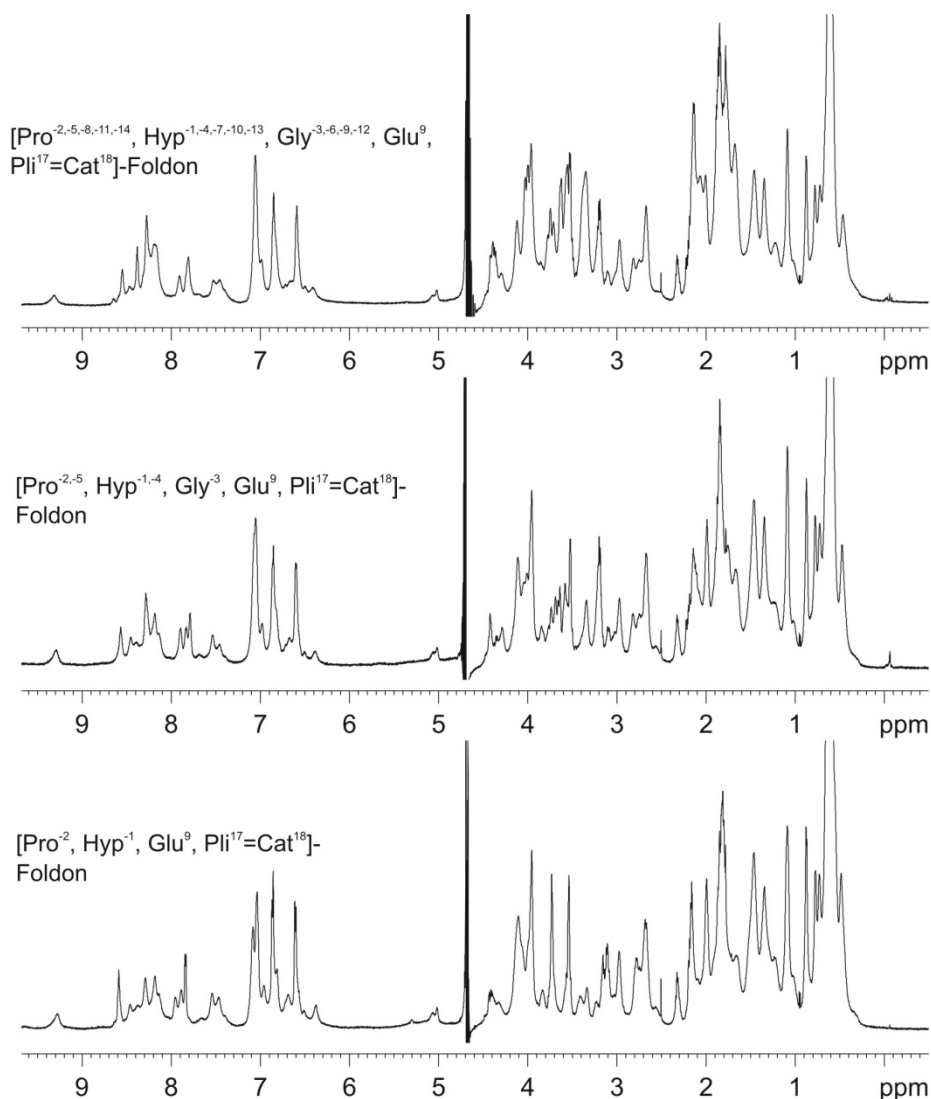 [Pro-2,-5,-8,-11,-14, Hyp-1,-4,-7,-10,-13, Gly-3,-6,-9,-12, Glu9,
Pli17=Cat18]-Foldon
9 8 7 6 5 4 3 2 1 ppm
[Pro-2,-5, Hyp-1,-4, Gly-3, Glu9, Pli17=Cat18]-
Foldon
9 8 7 6 5 4 3 2 1 ppm
[Pro-2, Hyp-1, Glu9, Pli17=Cat18]-
Foldon
9 8 7 6 5 4 3 2 1 ppm